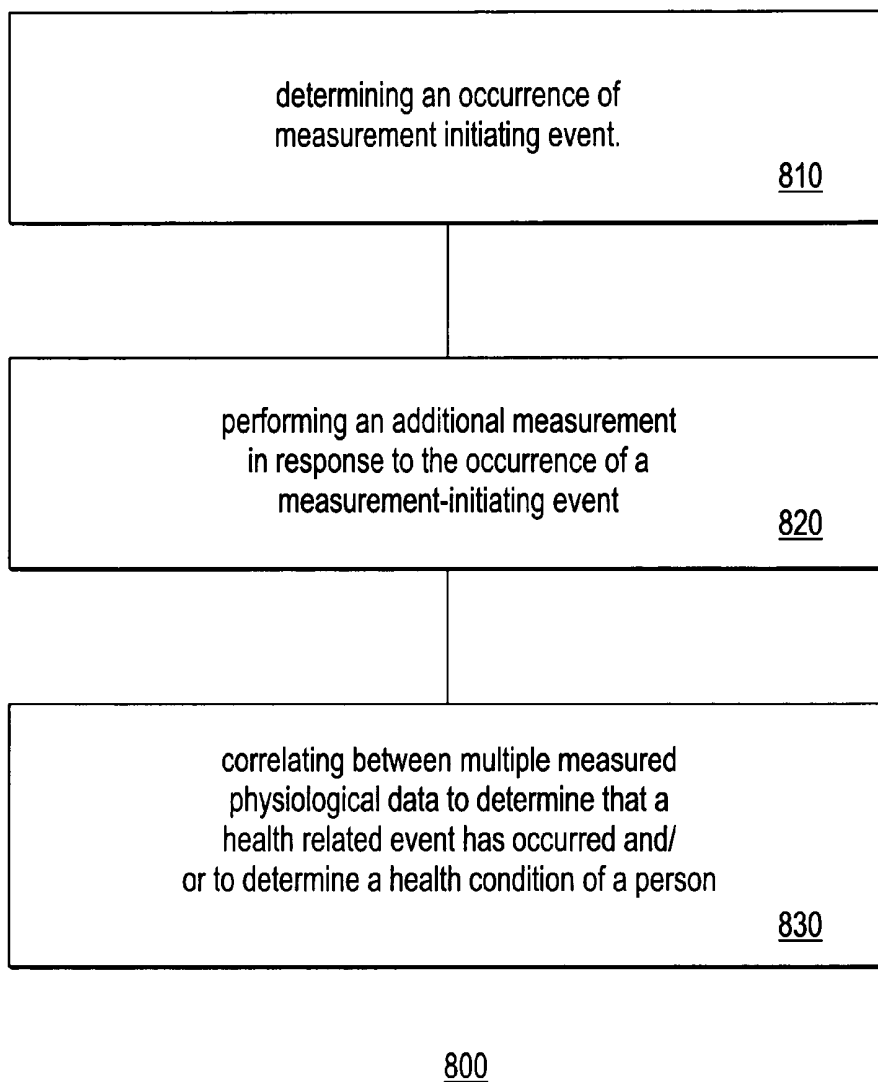 determining an occurrence of
measurement initiating event.
810
performing an additional measurement
in response to the occurrence of a
measurement-initiating event
820
correlating between multiple measured
physiological data to determine that a
health related event has occurred and/
or to determine a health condition of a person
830
800